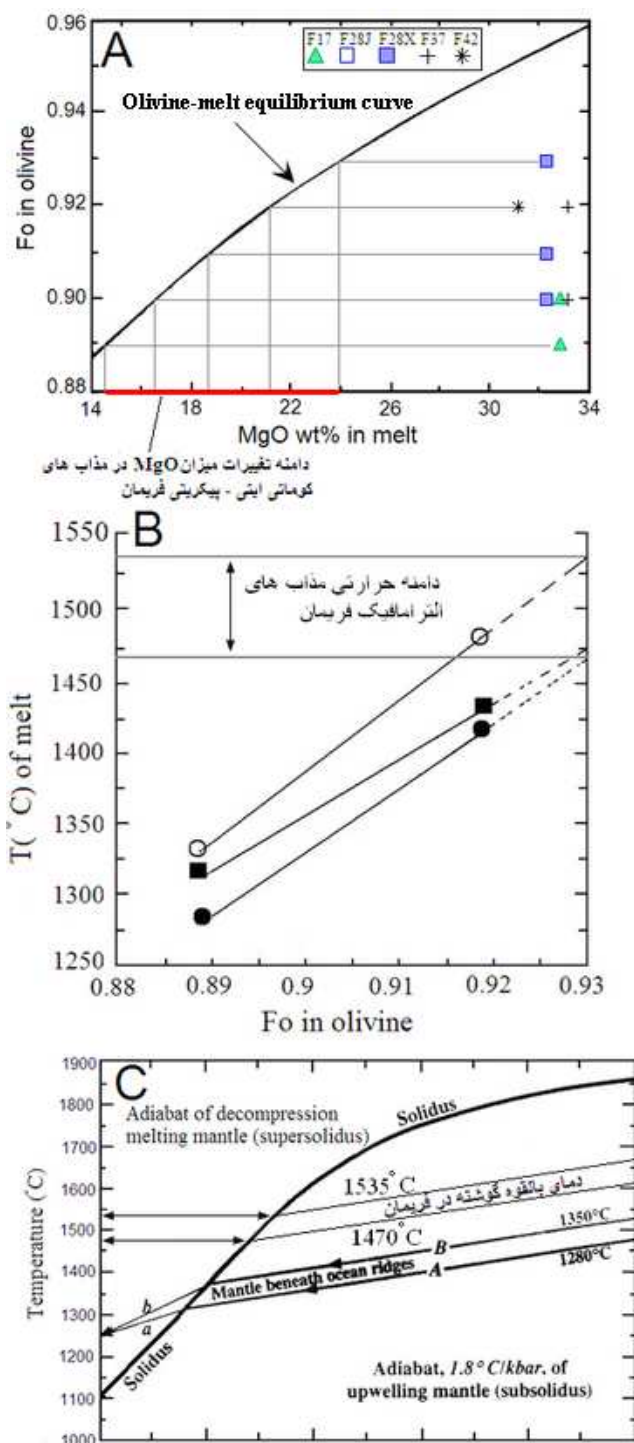 A
F17 F28J F28X F37 F42
Olivine-melt equilibrium curve
Fo in olivine
0.96
0.94
0.92
0.90
0.88
14 18 22 26 30 34
MgO wt% in melt
دامنه تغییرات میزان MgO در مذاب های
کوماتی ایتی - پیکریتی فریمان
B
دامنه حرارتی مذاب های
الترامافیک فریمان
T(°C) of melt
1550
1500
1450
1400
1350
1300
1250
0.88 0.89 0.9 0.91 0.92 0.93
Fo in olivine
C
Adiabat of decompression
melting mantle (supersolidus)
Solidus
1535°C
دمای بالقوه گوشته در فریمان
1470°C
1350°C
B
Mantle beneath ocean ridges
A
1280°C
b
a
Solidus
Adiabat, 1.8°C/kbar, of
upwelling mantle (subsolidus)
Temperature (°C)
1900
1800
1700
1600
1500
1400
1300
1200
1100
1000